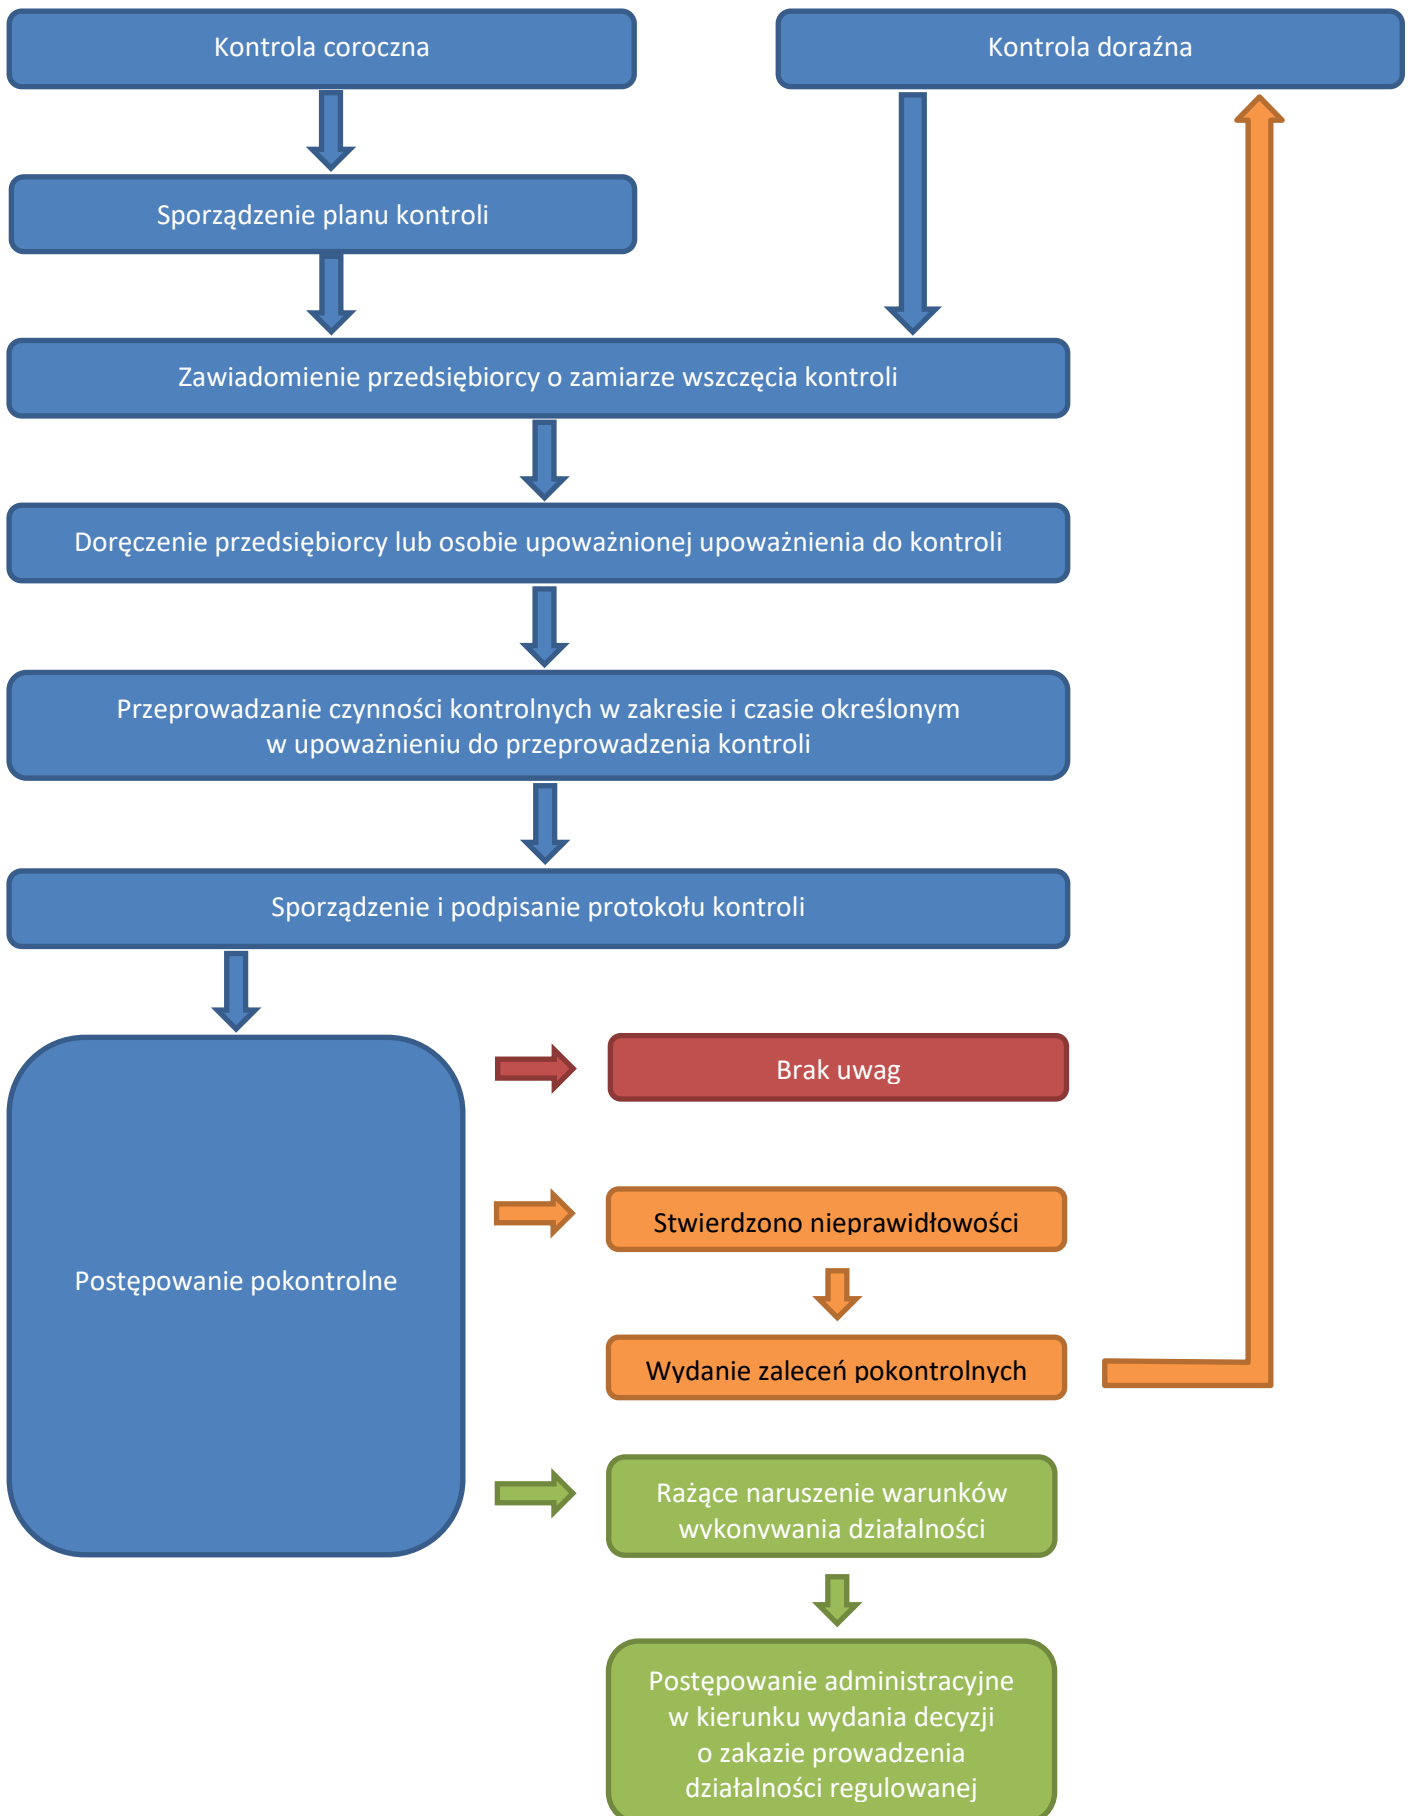 Kontrola coroczna
Kontrola doraźna
Sporządzenie planu kontroli
Zawiadomienie przedsiębiorcy o zamiarze wszczęcia kontroli
Doręczenie przedsiębiorcy lub osobie upoważnionej upoważnienia do kontroli
Przeprowadzanie czynności kontrolnych w zakresie i czasie określonym
w upoważnieniu do przeprowadzenia kontroli
Sporządzenie i podpisanie protokołu kontroli
Postępowanie pokontrolne
Brak uwag
Stwierdzono nieprawidłowości
Wydanie zaleceń pokontrolnych
Rażące naruszenie warunków
wykonywania działalności
Postępowanie administracyjne
w kierunku wydania decyzji
o zakazie prowadzenia
działalności regulowanej